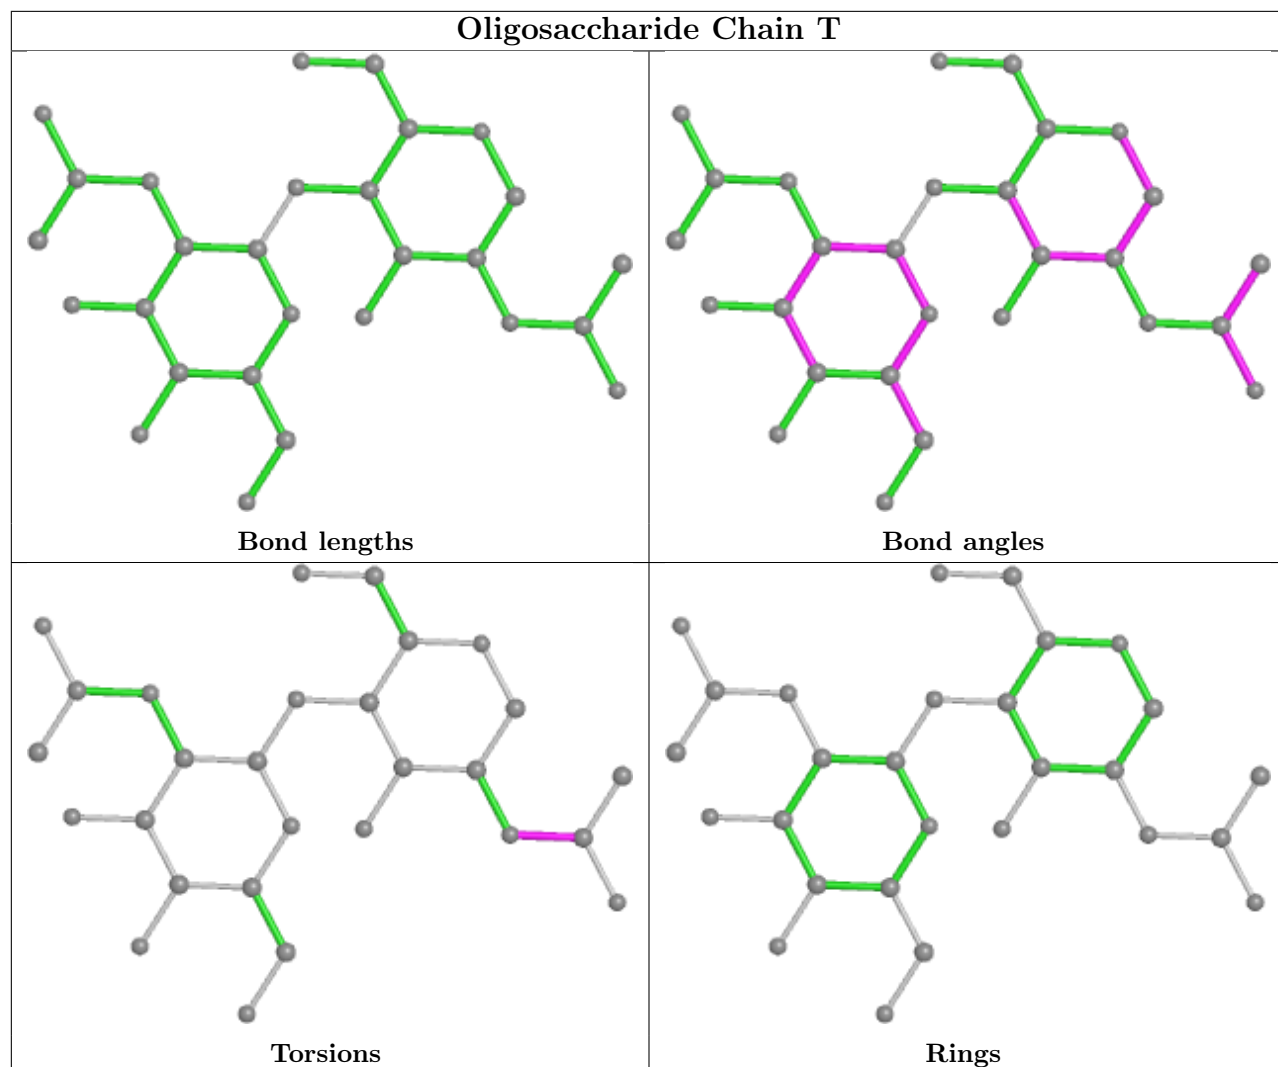 Oligosaccharide Chain T
Bond lengths
Bond angles
Torsions
Rings